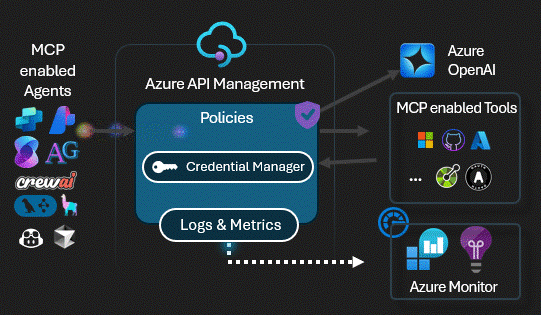 MCP
enabled
Agents
AG
crewai
Azure API Management
Policies
Credential Manager
Logs & Metrics
Azure
OpenAI
MCP enabled Tools
...
A
Azure Monitor